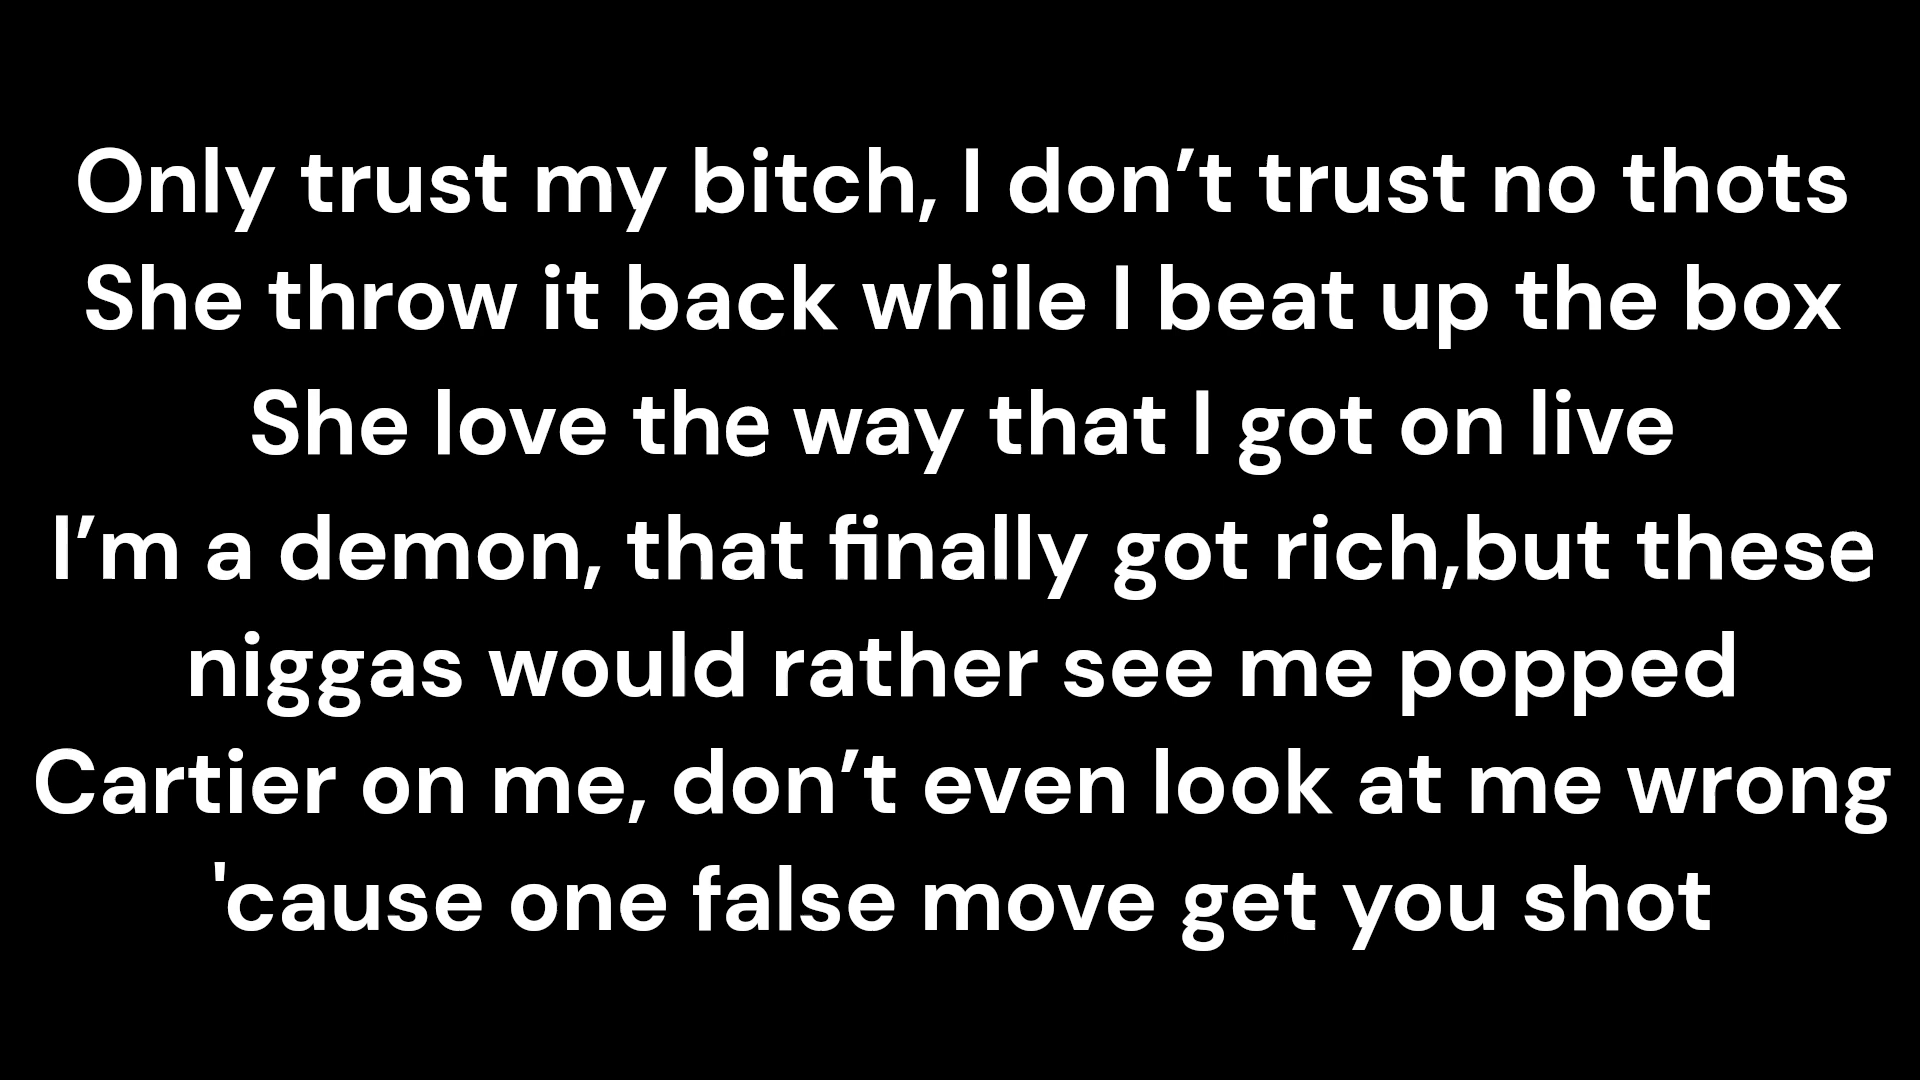 Only trust my bitch, I don’t trust no thots
She throw it back while I beat up the box
She love the way that I got on live
I’m a demon, that finally got rich,but these
niggas would rather see me popped
Cartier on me, don’t even look at me wrong
'cause one false move get you shot